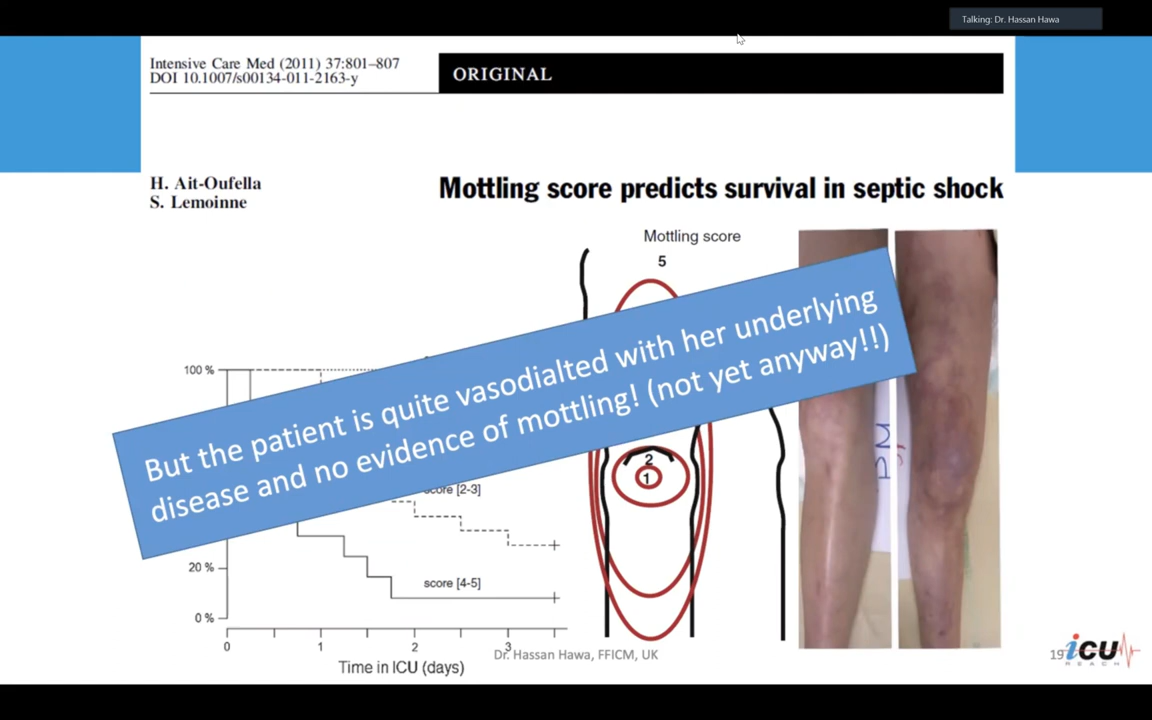 Talking: Dr. Hassan Hawa
Intensive Care Med (2011) 37:801–807
DOI 10.1007/s00134-011-2163-y
ORIGINAL
H. Ait-Oufella
S. Lemoinne
Mottling score predicts survival in septic shock
Mottling score
5
But the patient is quite vasodialted with her underlying
disease and no evidence of mottling! (not yet anyway!!)
2
1
100 %
score [2-3]
20 %
score [4-5]
0 %
0 1 2 3
Time in ICU (days)
Dr. Hassan Hawa, FFICM, UK
19
iCU
REACH